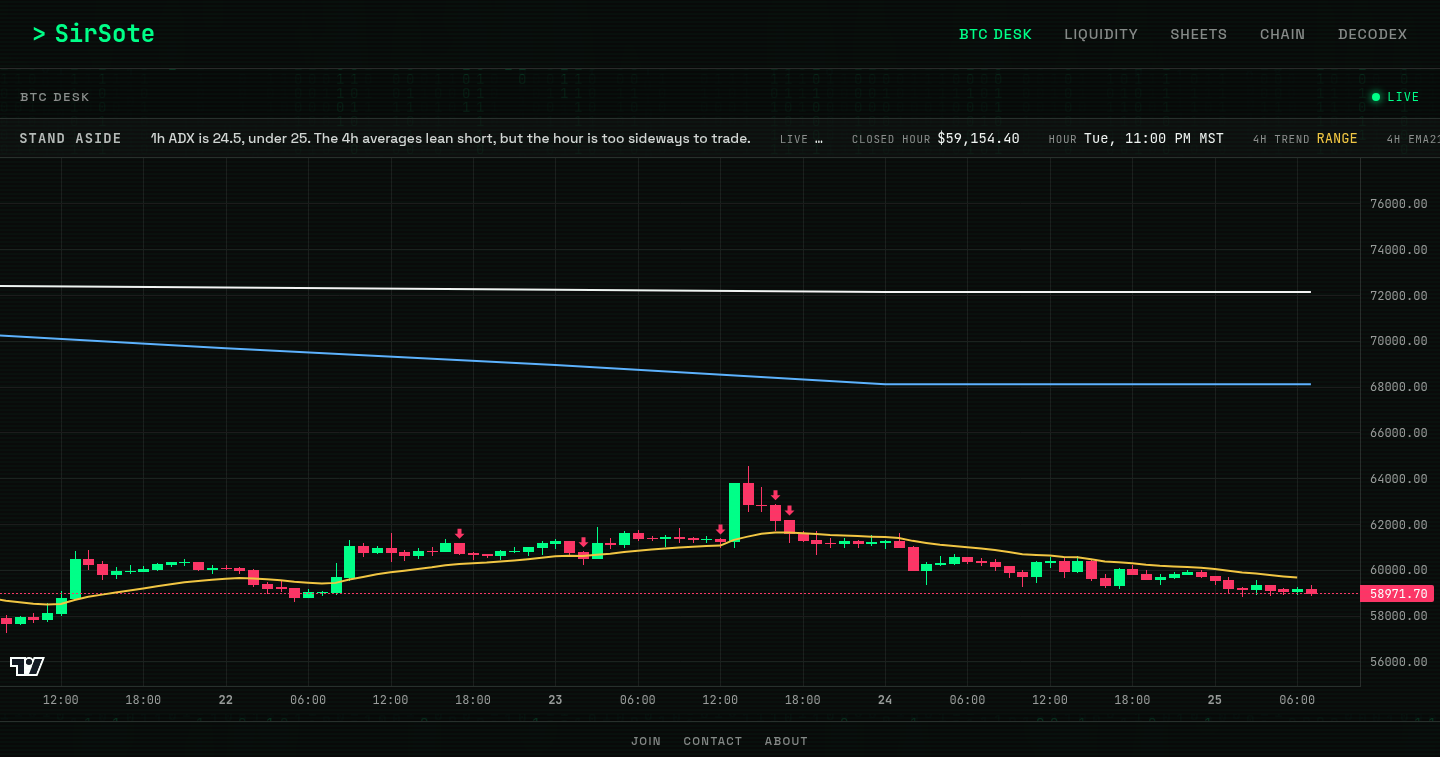 > SirSote
BTC DESK LIQUIDITY SHEETS CHAIN DECODEX
BTC DESK
LIVE
STAND ASIDE 1h ADX is 24.5, under 25. The 4h averages lean short, but the hour is too sideways to trade. LIVE … CLOSED HOUR $59,154.40 HOUR Tue, 11:00 PM MST 4H TREND RANGE 4H EMA21
76000.00
74000.00
72000.00
70000.00
68000.00
66000.00
64000.00
62000.00
60000.00
58971.70
58000.00
56000.00
12:00 18:00 22 06:00 12:00 18:00 23 06:00 12:00 18:00 24 06:00 12:00 18:00 25 06:00
JOIN CONTACT ABOUT